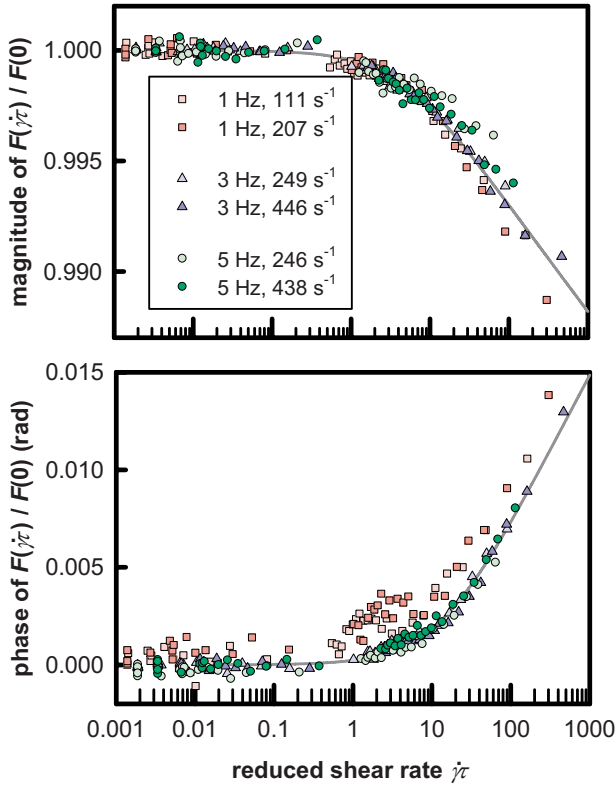 magnitude of F(γ̇τ) / F(0)
1.000
0.995
0.990
1 Hz, 111 s⁻¹
1 Hz, 207 s⁻¹
3 Hz, 249 s⁻¹
3 Hz, 446 s⁻¹
5 Hz, 246 s⁻¹
5 Hz, 438 s⁻¹
phase of F(γ̇τ) / F(0) (rad)
0.015
0.010
0.005
0.000
0.001 0.01 0.1 1 10 100 1000
reduced shear rate γ̇τ